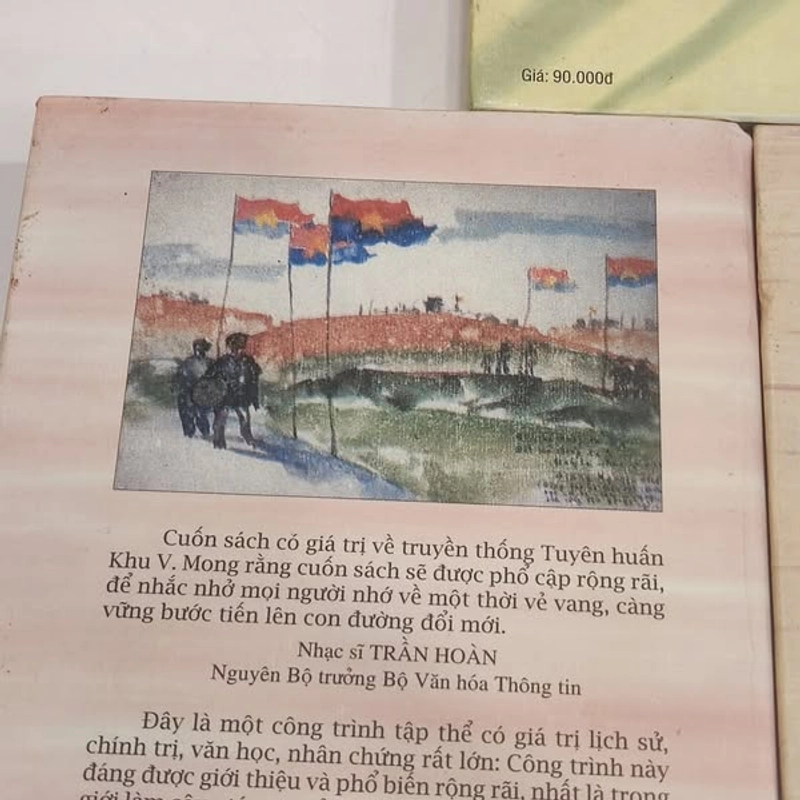 Giá: 90.000đ
Cuốn sách có giá trị về truyền thống Tuyên huấn
Khu V. Mong rằng cuốn sách sẽ được phổ cập rộng rãi,
để nhắc nhở mọi người nhớ về một thời vẻ vang, càng
vững bước tiến lên con đường đổi mới.
Nhạc sĩ TRẦN HOÀN
Nguyên Bộ trưởng Bộ Văn hóa Thông tin
Đây là một công trình tập thể có giá trị lịch sử,
chính trị, văn học, nhân chứng rất lớn: Công trình này
đáng được giới thiệu và phổ biến rộng rãi, nhất là trong
giới làm